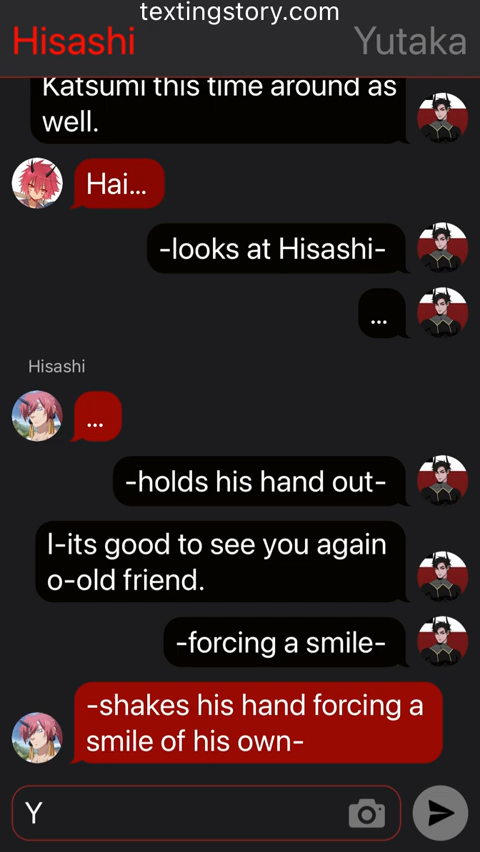 textingstory.com
Hisashi Yutaka
Katsumi this time around as
well.
Hai...
-looks at Hisashi-
...
Hisashi
...
-holds his hand out-
I-its good to see you again
o-old friend.
-forcing a smile-
-shakes his hand forcing a
smile of his own-
Y